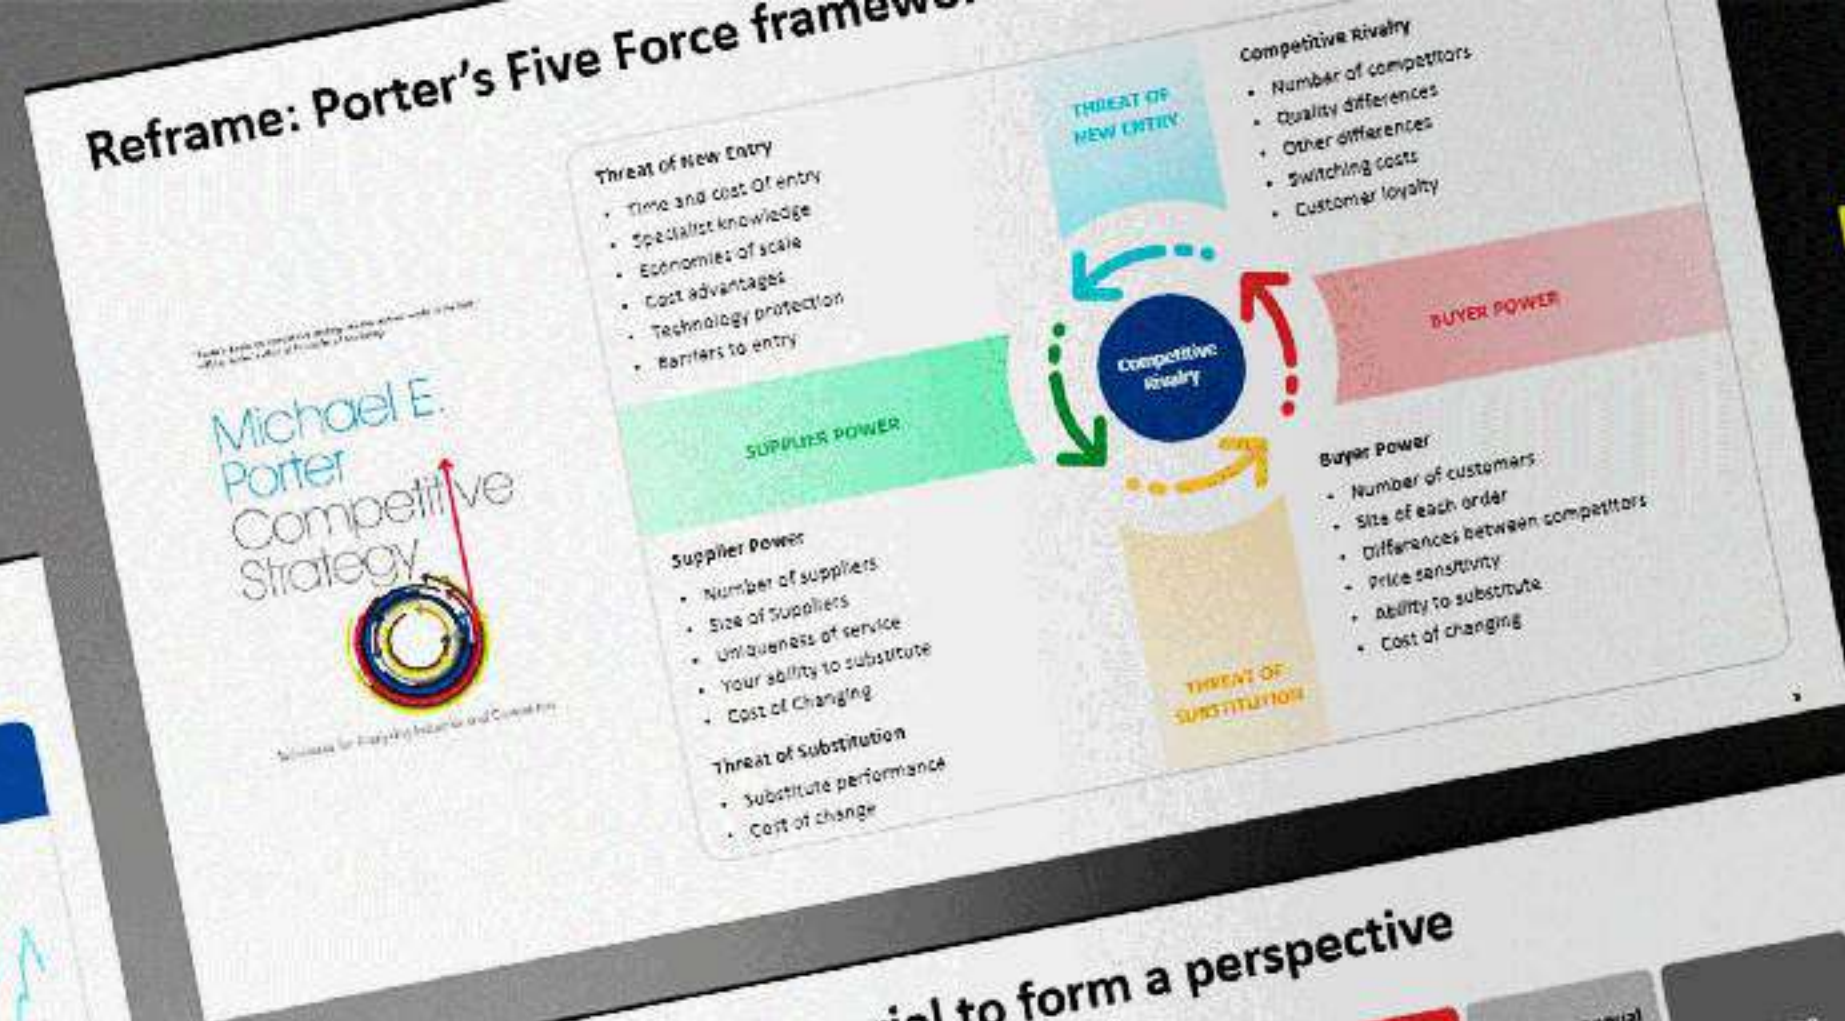 Reframe: Porter's Five Force
Threat of New Entry
• Time and cost Of entry
• Specialist knowledge
• Economies of scale
• Cost advantages
• Technology protection
• Barriers to entry
SUPPLIER POWER
Supplier Power
• Number of suppliers
• Size of Suppliers
• Uniqueness of service
• Your ability to substitute
• Cost of Changing
Threat of Substitution
• Substitute performance
• Cost of change
THREAT OF
NEW ENTRY
Competitive
Rivalry
THREAT OF
SUBSTITUTION
Competitive Rivalry
• Number of competitors
• Quality differences
• Other differences
• Switching costs
• Customer loyalty
BUYER POWER
Buyer Power
• Number of customers
• Size of each order
• Differences between competitors
• Price sensitivity
• Ability to substitute
• Cost of changing
Michael E.
Porter
Competitive
Strategy
to form a perspective